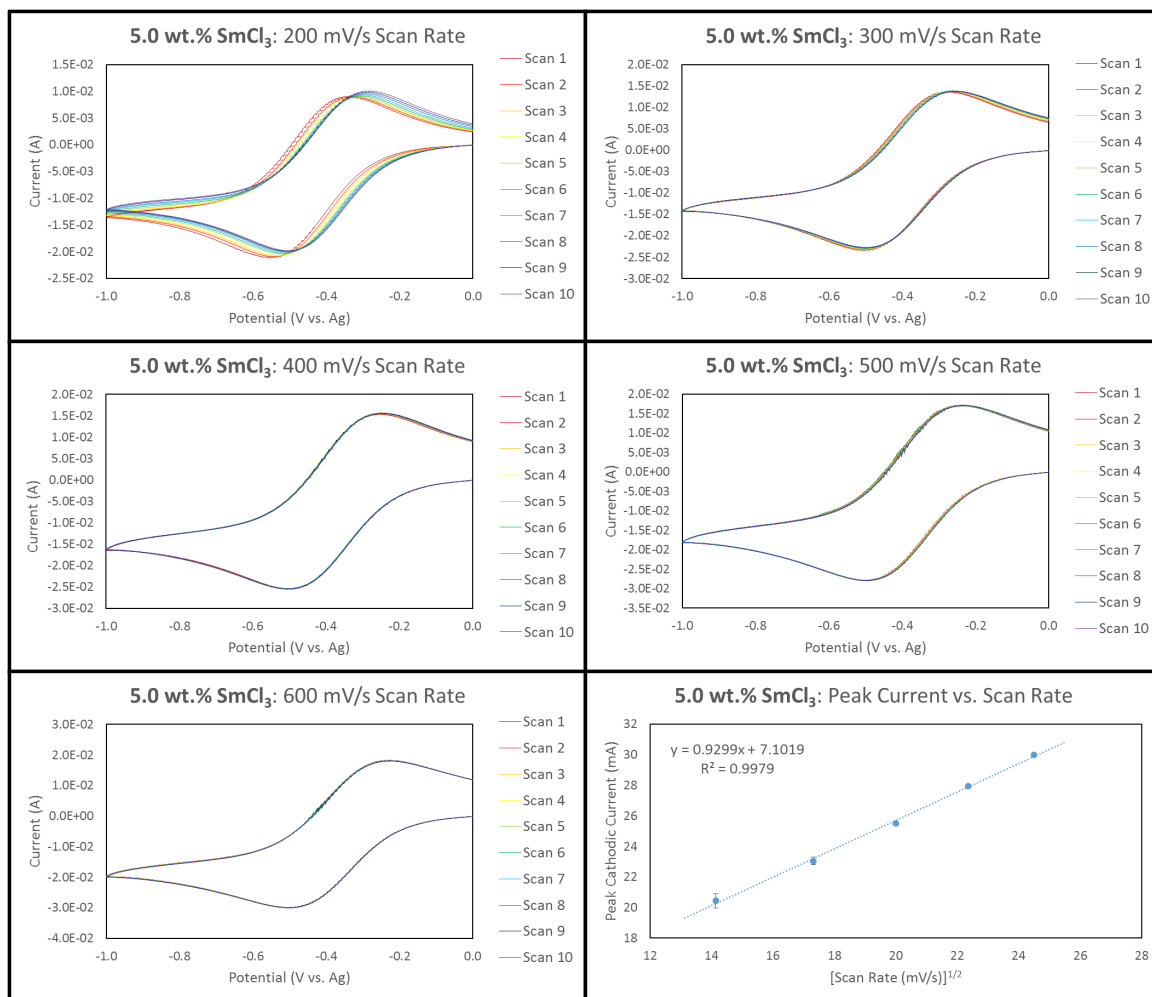 5.0 wt.% SmCl3: 200 mV/s Scan Rate
1.5E-02
1.0E-02
5.0E-03
0.0E+00
-5.0E-03
-1.0E-02
-1.5E-02
-2.0E-02
-2.5E-02
Current (A)
-1.0
-0.8
-0.6
-0.4
-0.2
0.0
Potential (V vs. Ag)
Scan 1
Scan 2
Scan 3
Scan 4
Scan 5
Scan 6
Scan 7
Scan 8
Scan 9
Scan 10
5.0 wt.% SmCl3: 300 mV/s Scan Rate
2.0E-02
1.5E-02
1.0E-02
5.0E-03
0.0E+00
-5.0E-03
-1.0E-02
-1.5E-02
-2.0E-02
-2.5E-02
-3.0E-02
Current (A)
-1.0
-0.8
-0.6
-0.4
-0.2
0.0
Potential (V vs. Ag)
Scan 1
Scan 2
Scan 3
Scan 4
Scan 5
Scan 6
Scan 7
Scan 8
Scan 9
Scan 10
5.0 wt.% SmCl3: 400 mV/s Scan Rate
2.0E-02
1.5E-02
1.0E-02
5.0E-03
0.0E+00
-5.0E-03
-1.0E-02
-1.5E-02
-2.0E-02
-2.5E-02
-3.0E-02
Current (A)
-1.0
-0.8
-0.6
-0.4
-0.2
0.0
Potential (V vs. Ag)
Scan 1
Scan 2
Scan 3
Scan 4
Scan 5
Scan 6
Scan 7
Scan 8
Scan 9
Scan 10
5.0 wt.% SmCl3: 500 mV/s Scan Rate
2.0E-02
1.5E-02
1.0E-02
5.0E-03
0.0E+00
-5.0E-03
-1.0E-02
-1.5E-02
-2.0E-02
-2.5E-02
-3.0E-02
-3.5E-02
Current (A)
-1.0
-0.8
-0.6
-0.4
-0.2
0.0
Potential (V vs. Ag)
Scan 1
Scan 2
Scan 3
Scan 4
Scan 5
Scan 6
Scan 7
Scan 8
Scan 9
Scan 10
5.0 wt.% SmCl3: 600 mV/s Scan Rate
3.0E-02
2.0E-02
1.0E-02
0.0E+00
-1.0E-02
-2.0E-02
-3.0E-02
-4.0E-02
Current (A)
-1.0
-0.8
-0.6
-0.4
-0.2
0.0
Potential (V vs. Ag)
Scan 1
Scan 2
Scan 3
Scan 4
Scan 5
Scan 6
Scan 7
Scan 8
Scan 9
Scan 10
5.0 wt.% SmCl3: Peak Current vs. Scan Rate
y = 0.9299x + 7.1019
R² = 0.9979
32
30
28
26
24
22
20
18
Peak Cathodic Current (mA)
12
14
16
18
20
22
24
26
28
[Scan Rate (mV/s)]1/2